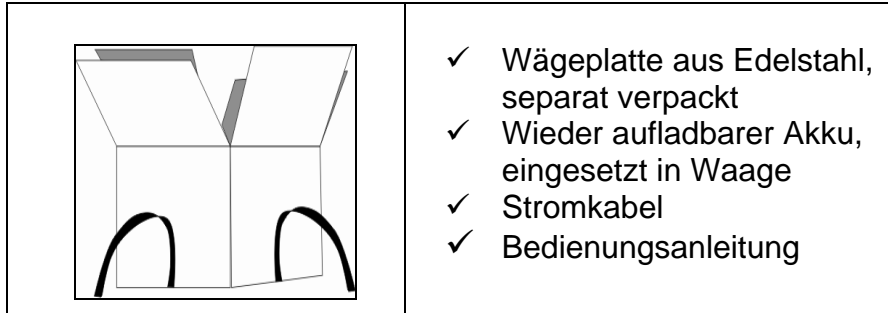 ✓ Wägeplatte aus Edelstahl,
separat verpackt
✓ Wieder aufladbarer Akku,
eingesetzt in Waage
✓ Stromkabel
✓ Bedienungsanleitung